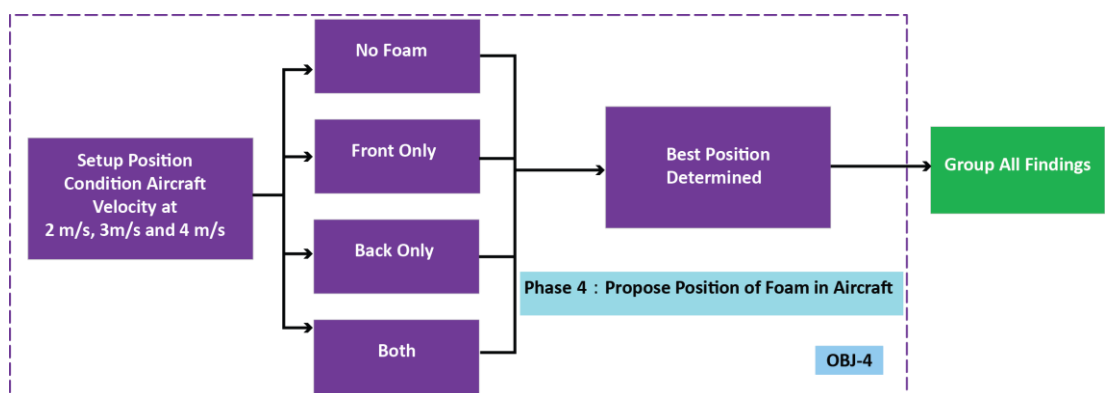 No Foam
Setup Position
Condition Aircraft
Velocity at
2 m/s, 3m/s and 4 m/s
Front Only
Back Only
Both
Best Position
Determined
Group All Findings
Phase 4 : Propose Position of Foam in Aircraft
OBJ-4